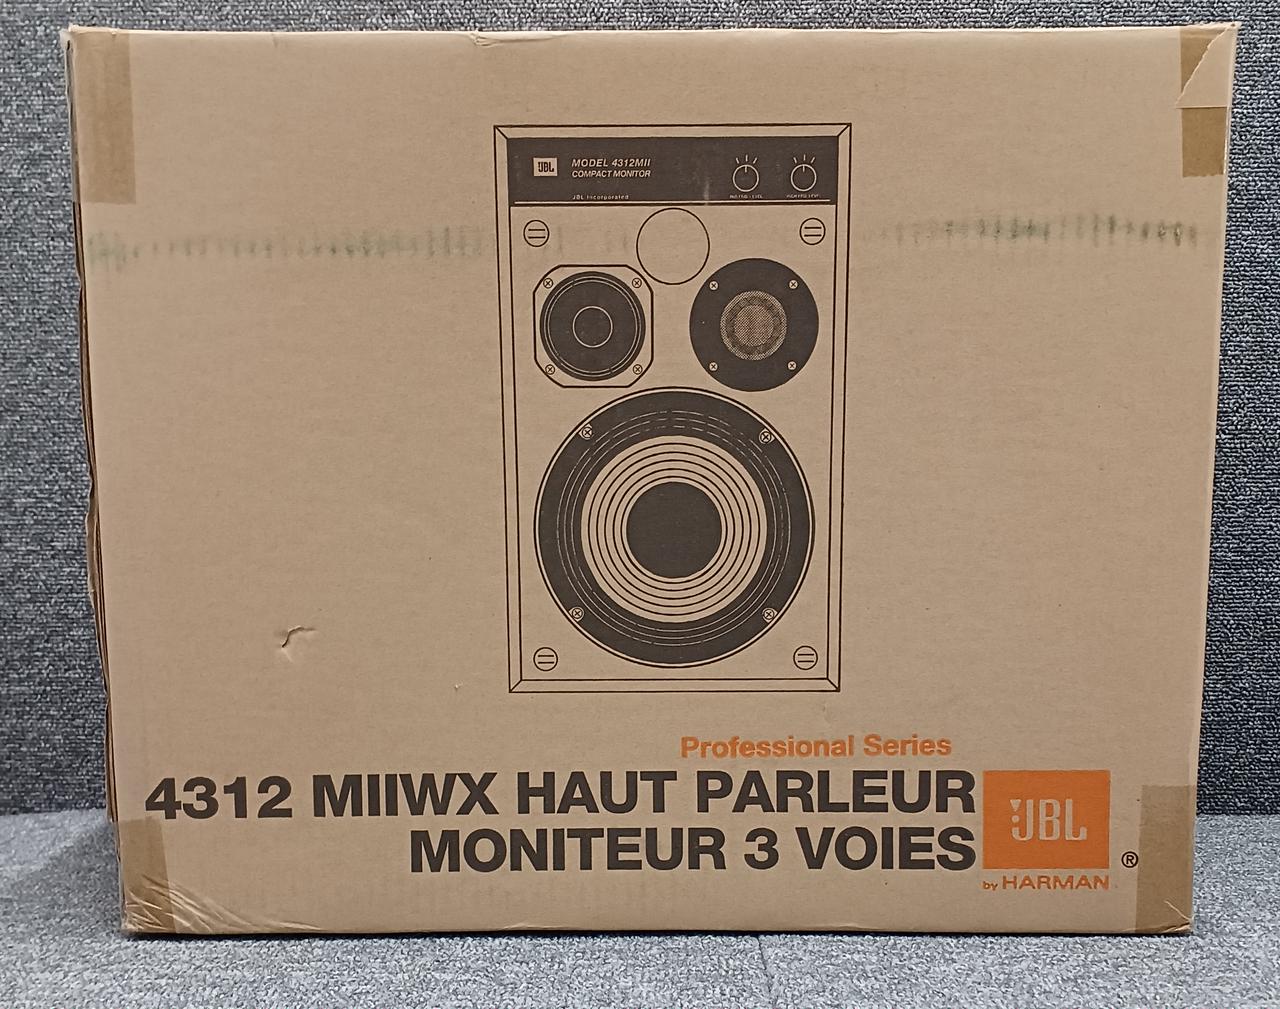 JBL
MODEL 4312MII
COMPACT MONITOR
JBL Incorporated
Professional Series
4312 MIIWX HAUT PARLEUR
MONITEUR 3 VOIES
JBL
®
by HARMAN